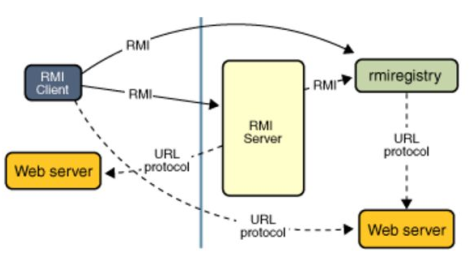 RMI
RMI
Client
RMI
RMI
Server
RMI
rmiregistry
URL
protocol
Web server
URL
protocol
URL
protocol
Web server